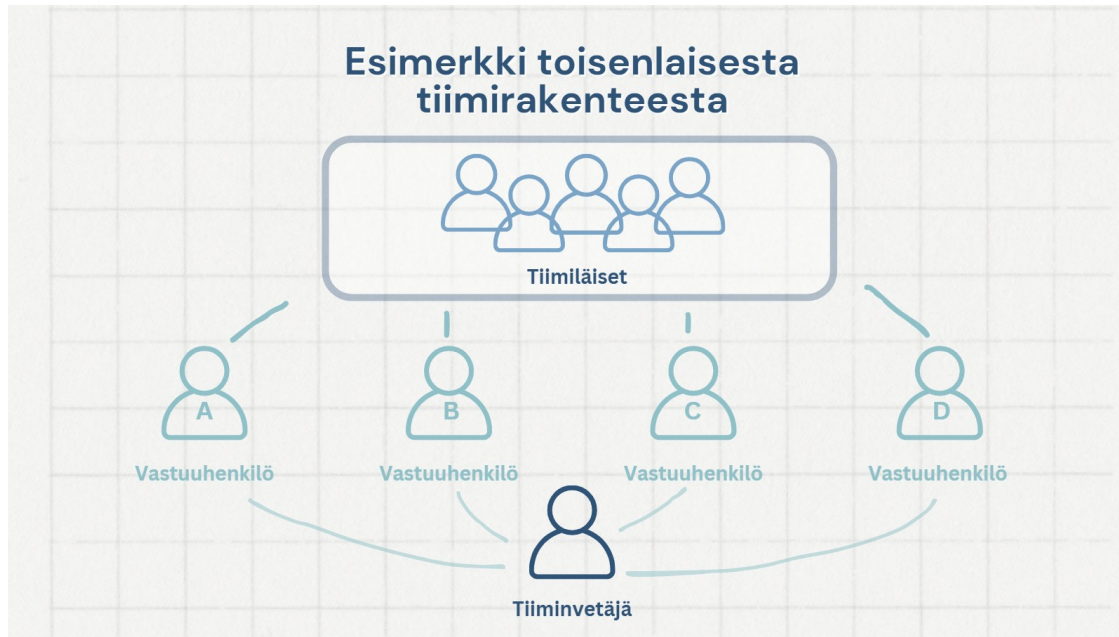 Esimerkki toisenlaisesta
tiimirakenteesta
Tiimiläiset
A
B
C
D
Vastuuhenkilö
Vastuuhenkilö
Vastuuhenkilö
Vastuuhenkilö
Tiiminvetäjä